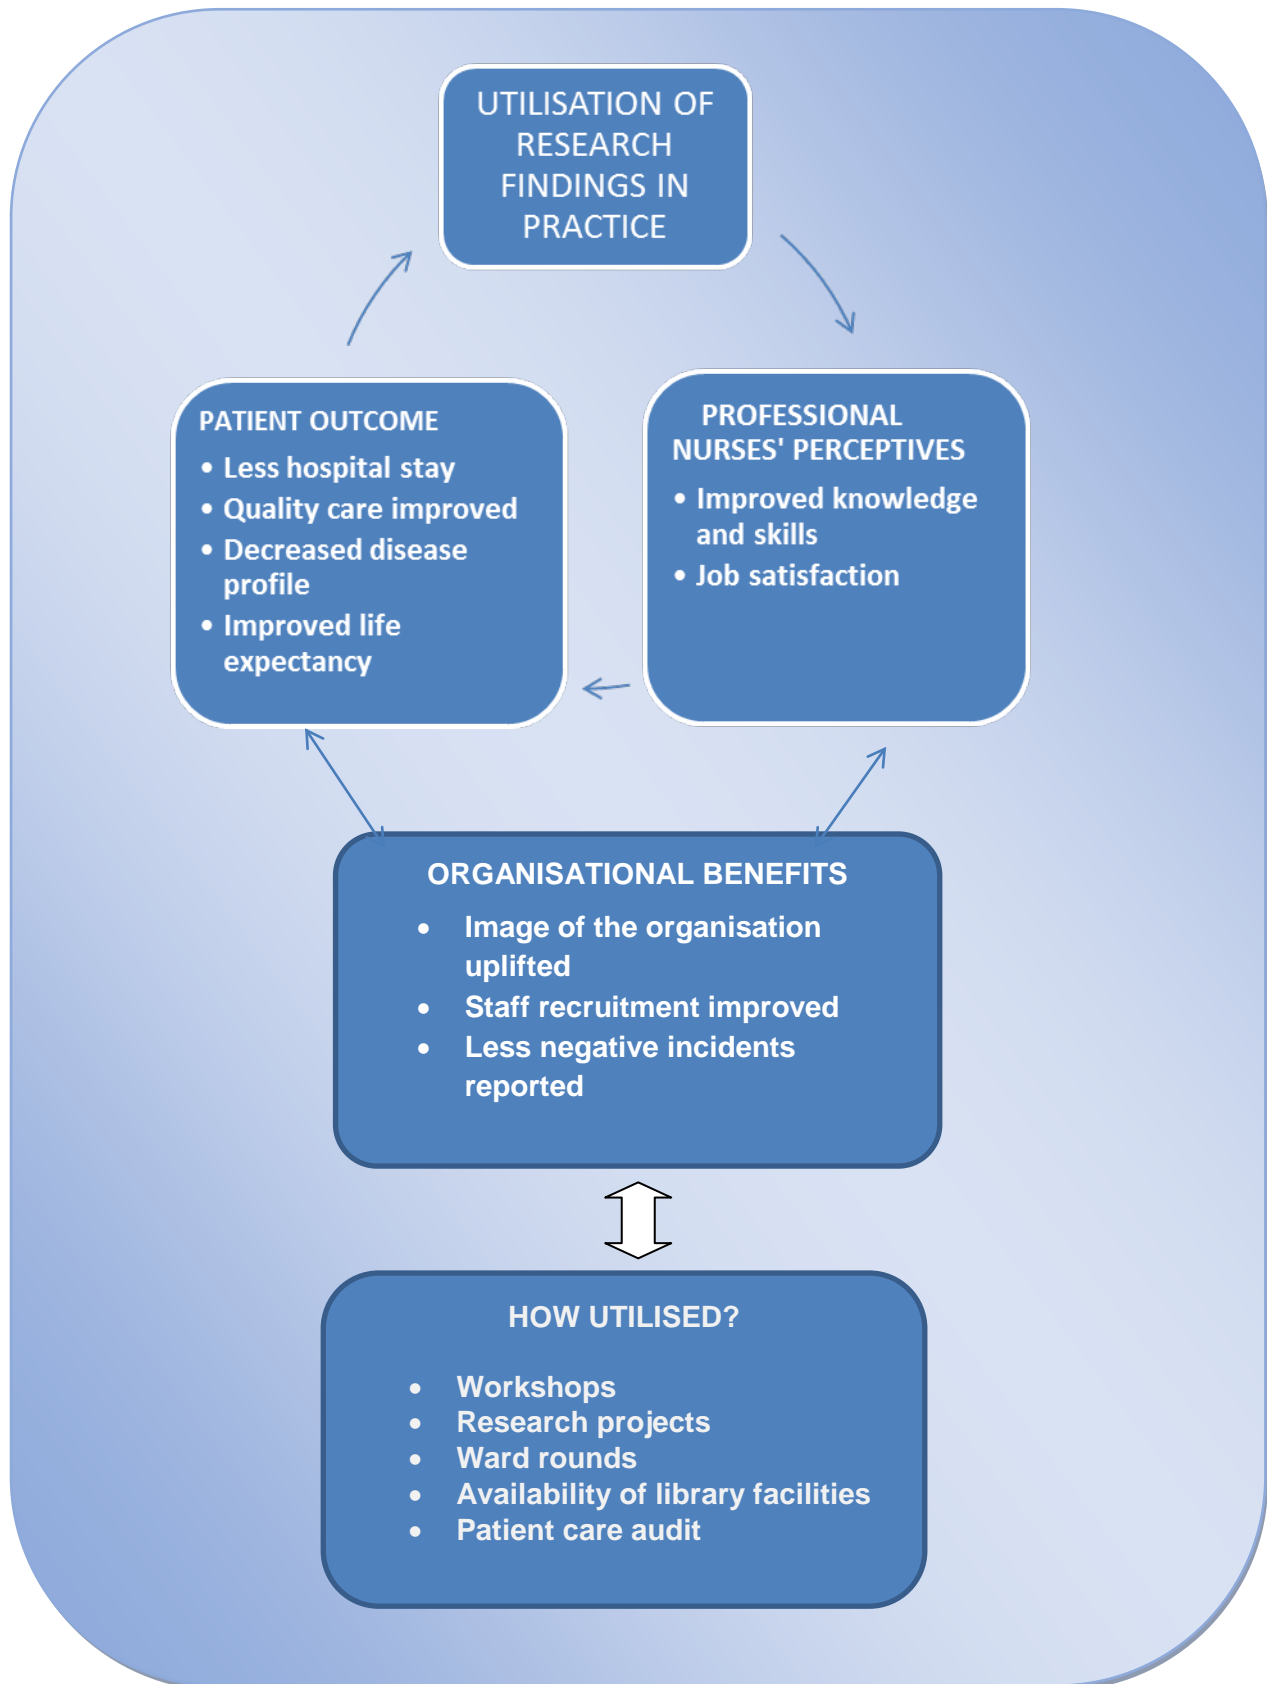 UTILISATION OF
RESEARCH
FINDINGS IN
PRACTICE
PATIENT OUTCOME
• Less hospital stay
• Quality care improved
• Decreased disease
profile
• Improved life
expectancy
PROFESSIONAL
NURSES' PERCEPTIVES
• Improved knowledge
and skills
• Job satisfaction
ORGANISATIONAL BENEFITS
• Image of the organisation
uplifted
• Staff recruitment improved
• Less negative incidents
reported
HOW UTILISED?
• Workshops
• Research projects
• Ward rounds
• Availability of library facilities
• Patient care audit